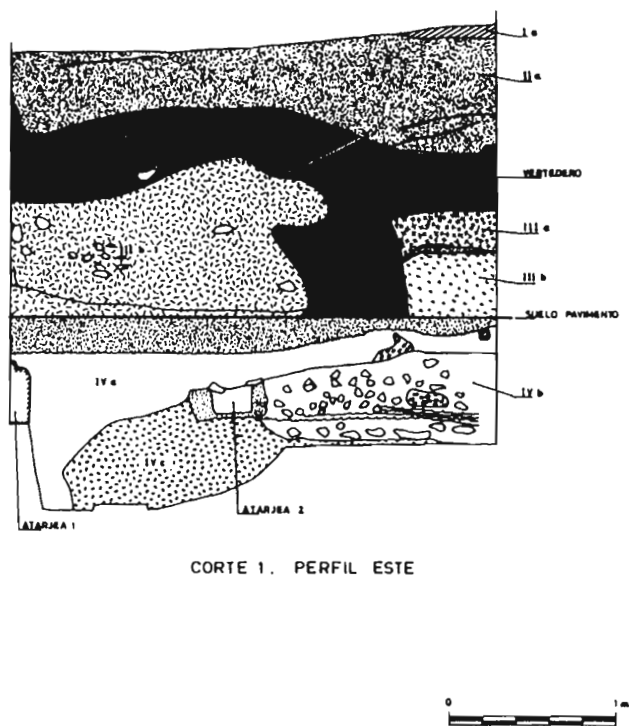 I a
II a
VERTEDERO
III a
III b
SUELO PAVIMENTO
IV a
IV b
IV c
ATARJEA 1
ATARJEA 2
CORTE 1. PERFIL ESTE
0 1 m